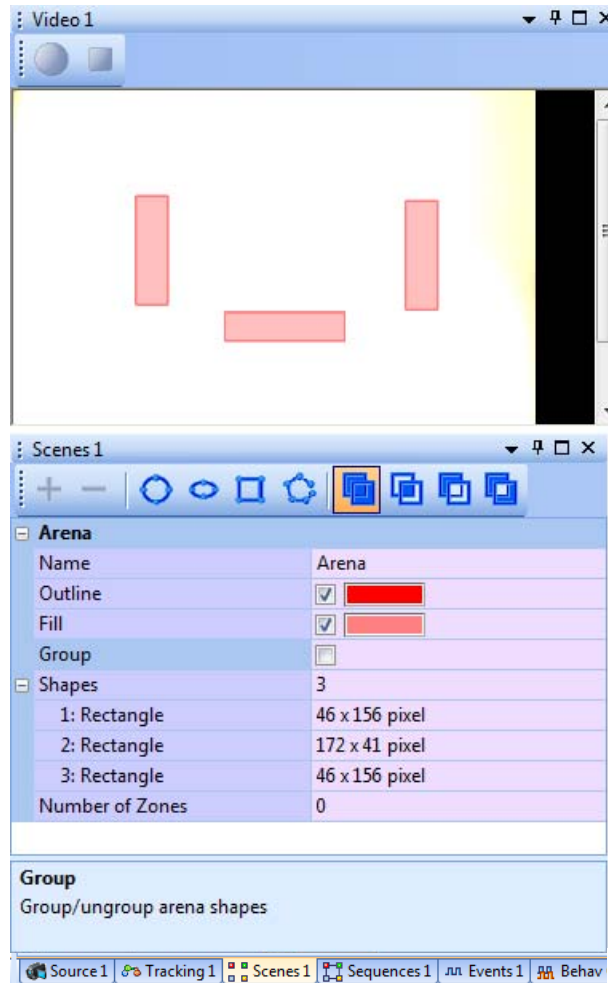 Video 1
Scenes 1
Arena
Name Arena
Outline
Fill
Group
Shapes 3
1: Rectangle 46 x 156 pixel
2: Rectangle 172 x 41 pixel
3: Rectangle 46 x 156 pixel
Number of Zones 0
Group
Group/ungroup arena shapes
Source 1 Tracking 1 Scenes 1 Sequences 1 Events 1 Behav